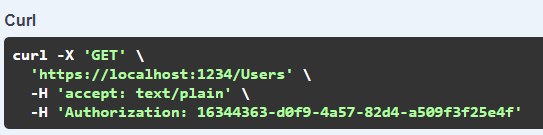 Curl
curl -X 'GET' \
'https://localhost:1234/Users' \
-H 'accept: text/plain' \
-H 'Authorization: 16344363-d0f9-4a57-82d4-a509f3f25e4f'